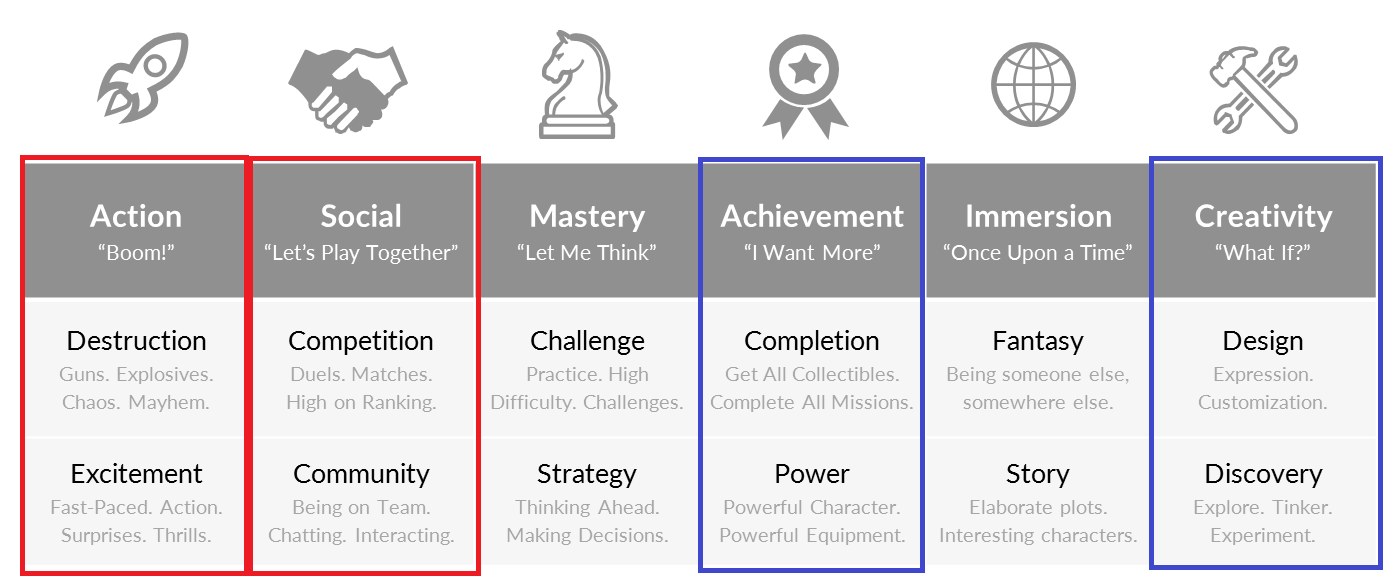 Action
“Boom!”
Destruction
Guns. Explosives.
Chaos. Mayhem.
Excitement
Fast-Paced. Action.
Surprises. Thrills.
Social
“Let’s Play Together”
Competition
Duels. Matches.
High on Ranking.
Community
Being on Team.
Chatting. Interacting.
Mastery
“Let Me Think”
Challenge
Practice. High
Difficulty. Challenges.
Strategy
Thinking Ahead.
Making Decisions.
Achievement
“I Want More”
Completion
Get All Collectibles.
Complete All Missions.
Power
Powerful Character.
Powerful Equipment.
Immersion
“Once Upon a Time”
Fantasy
Being someone else,
somewhere else.
Story
Elaborate plots.
Interesting characters.
Creativity
“What If?”
Design
Expression.
Customization.
Discovery
Explore. Tinker.
Experiment.